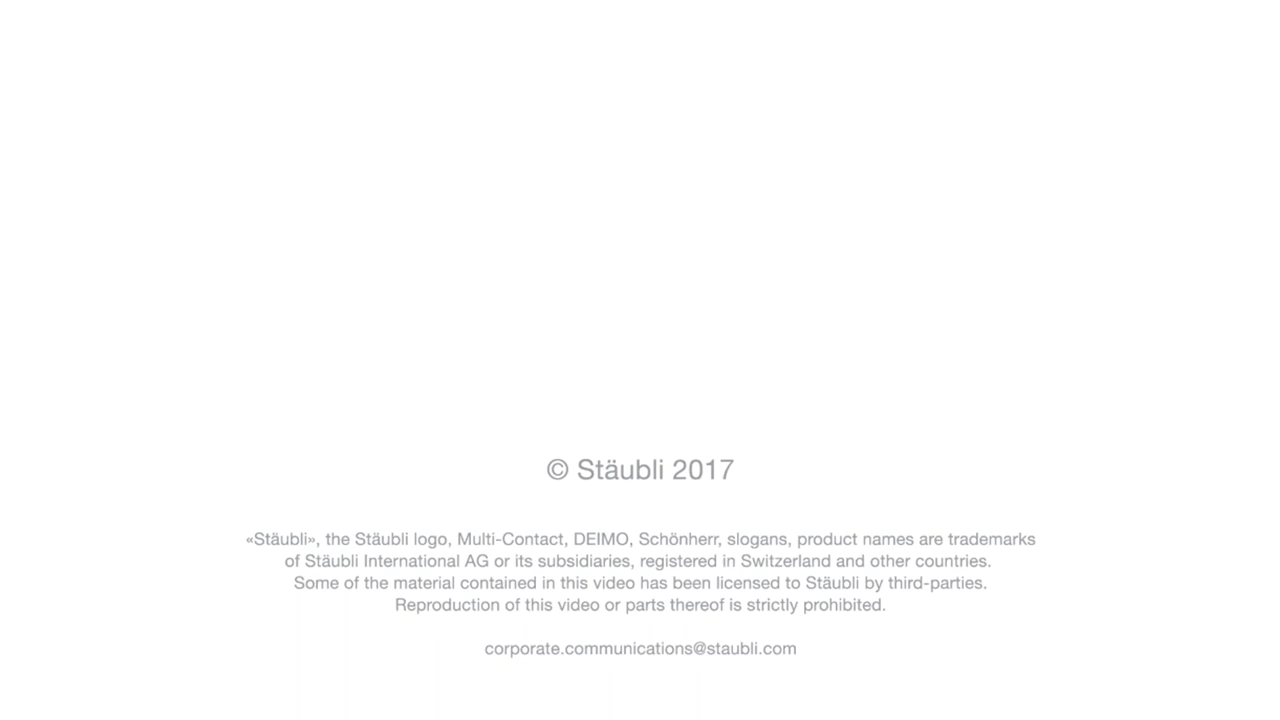 © Stäubli 2017
«Stäubli», the Stäubli logo, Multi-Contact, DEIMO, Schönherr, slogans, product names are trademarks
of Stäubli International AG or its subsidiaries, registered in Switzerland and other countries.
Some of the material contained in this video has been licensed to Stäubli by third-parties.
Reproduction of this video or parts thereof is strictly prohibited.
corporate.communications@staubli.com